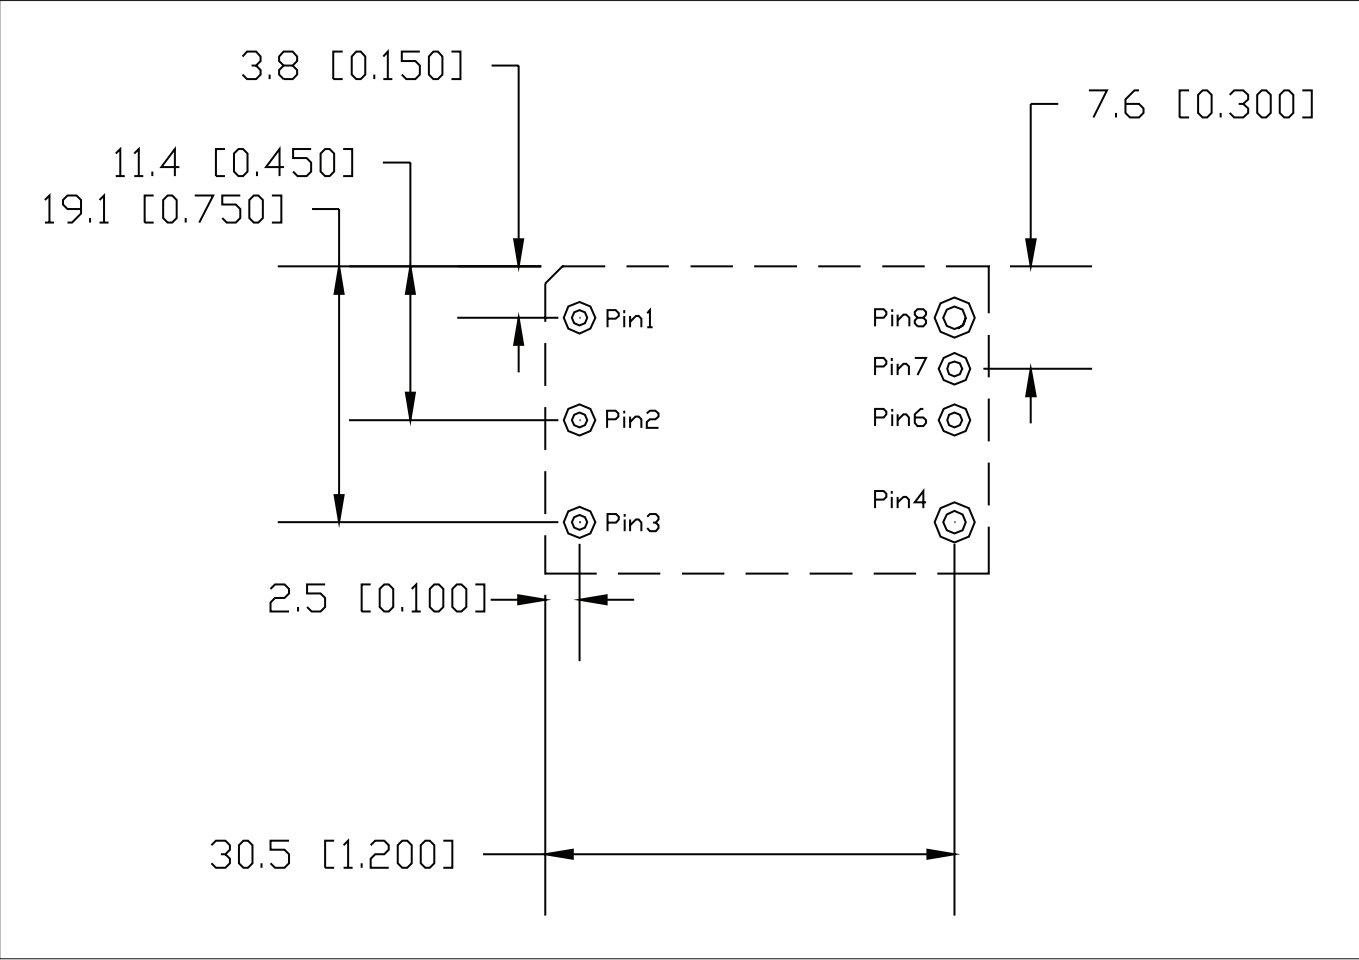 3.8 [0.150]
7.6 [0.300]
11.4 [0.450]
19.1 [0.750]
Pin1
Pin8
Pin7
Pin2
Pin6
Pin4
Pin3
2.5 [0.100]
30.5 [1.200]